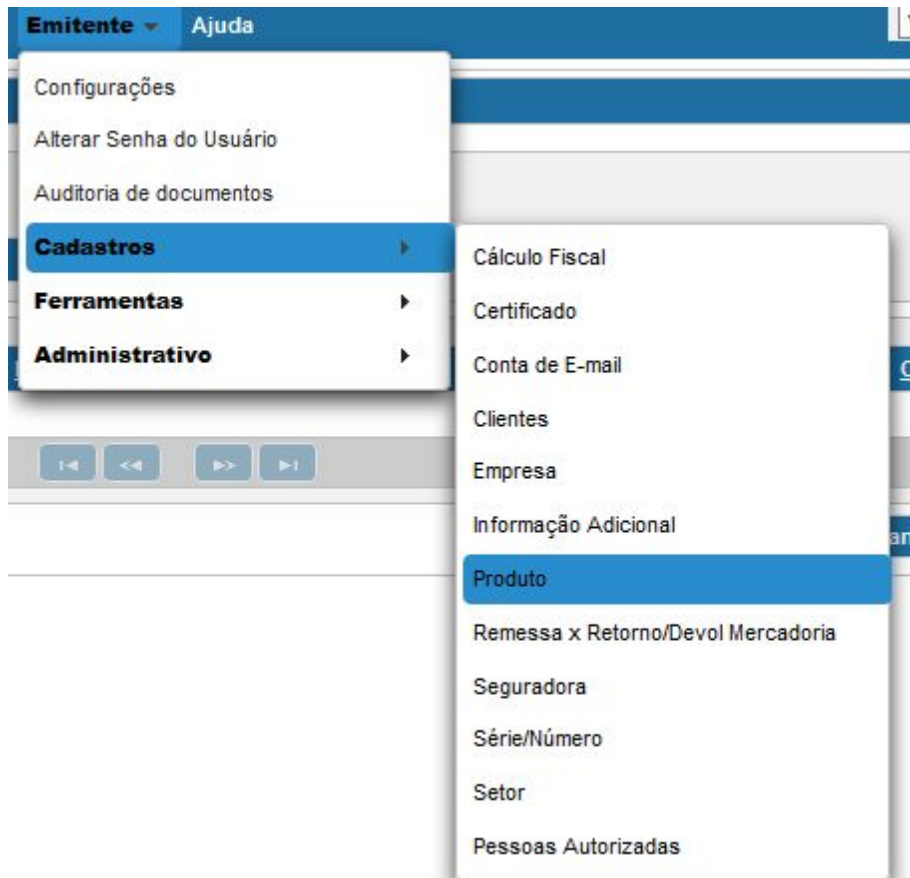 Emitente Ajuda
Configurações
Alterar Senha do Usuário
Auditoria de documentos
Cadastros
Ferramentas
Administrativo
Cálculo Fiscal
Certificado
Conta de E-mail
Clientes
Empresa
Informação Adicional
Produto
Remessa x Retorno/Devol Mercadoria
Seguradora
Série/Número
Setor
Pessoas Autorizadas